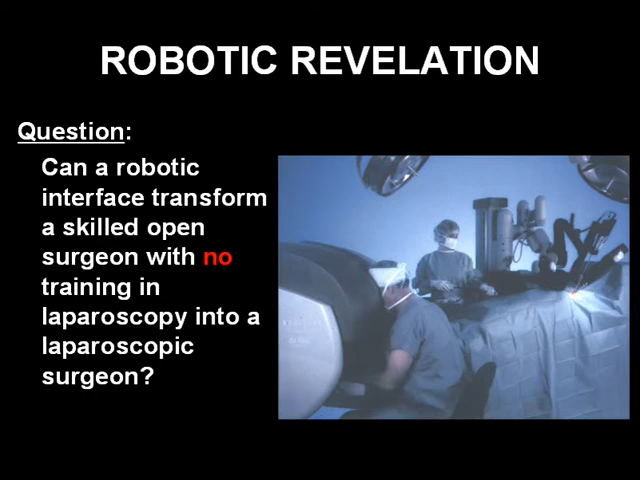 ROBOTIC REVELATION
Question:
Can a robotic
interface transform
a skilled open
surgeon with no
training in
laparoscopy into a
laparoscopic
surgeon?